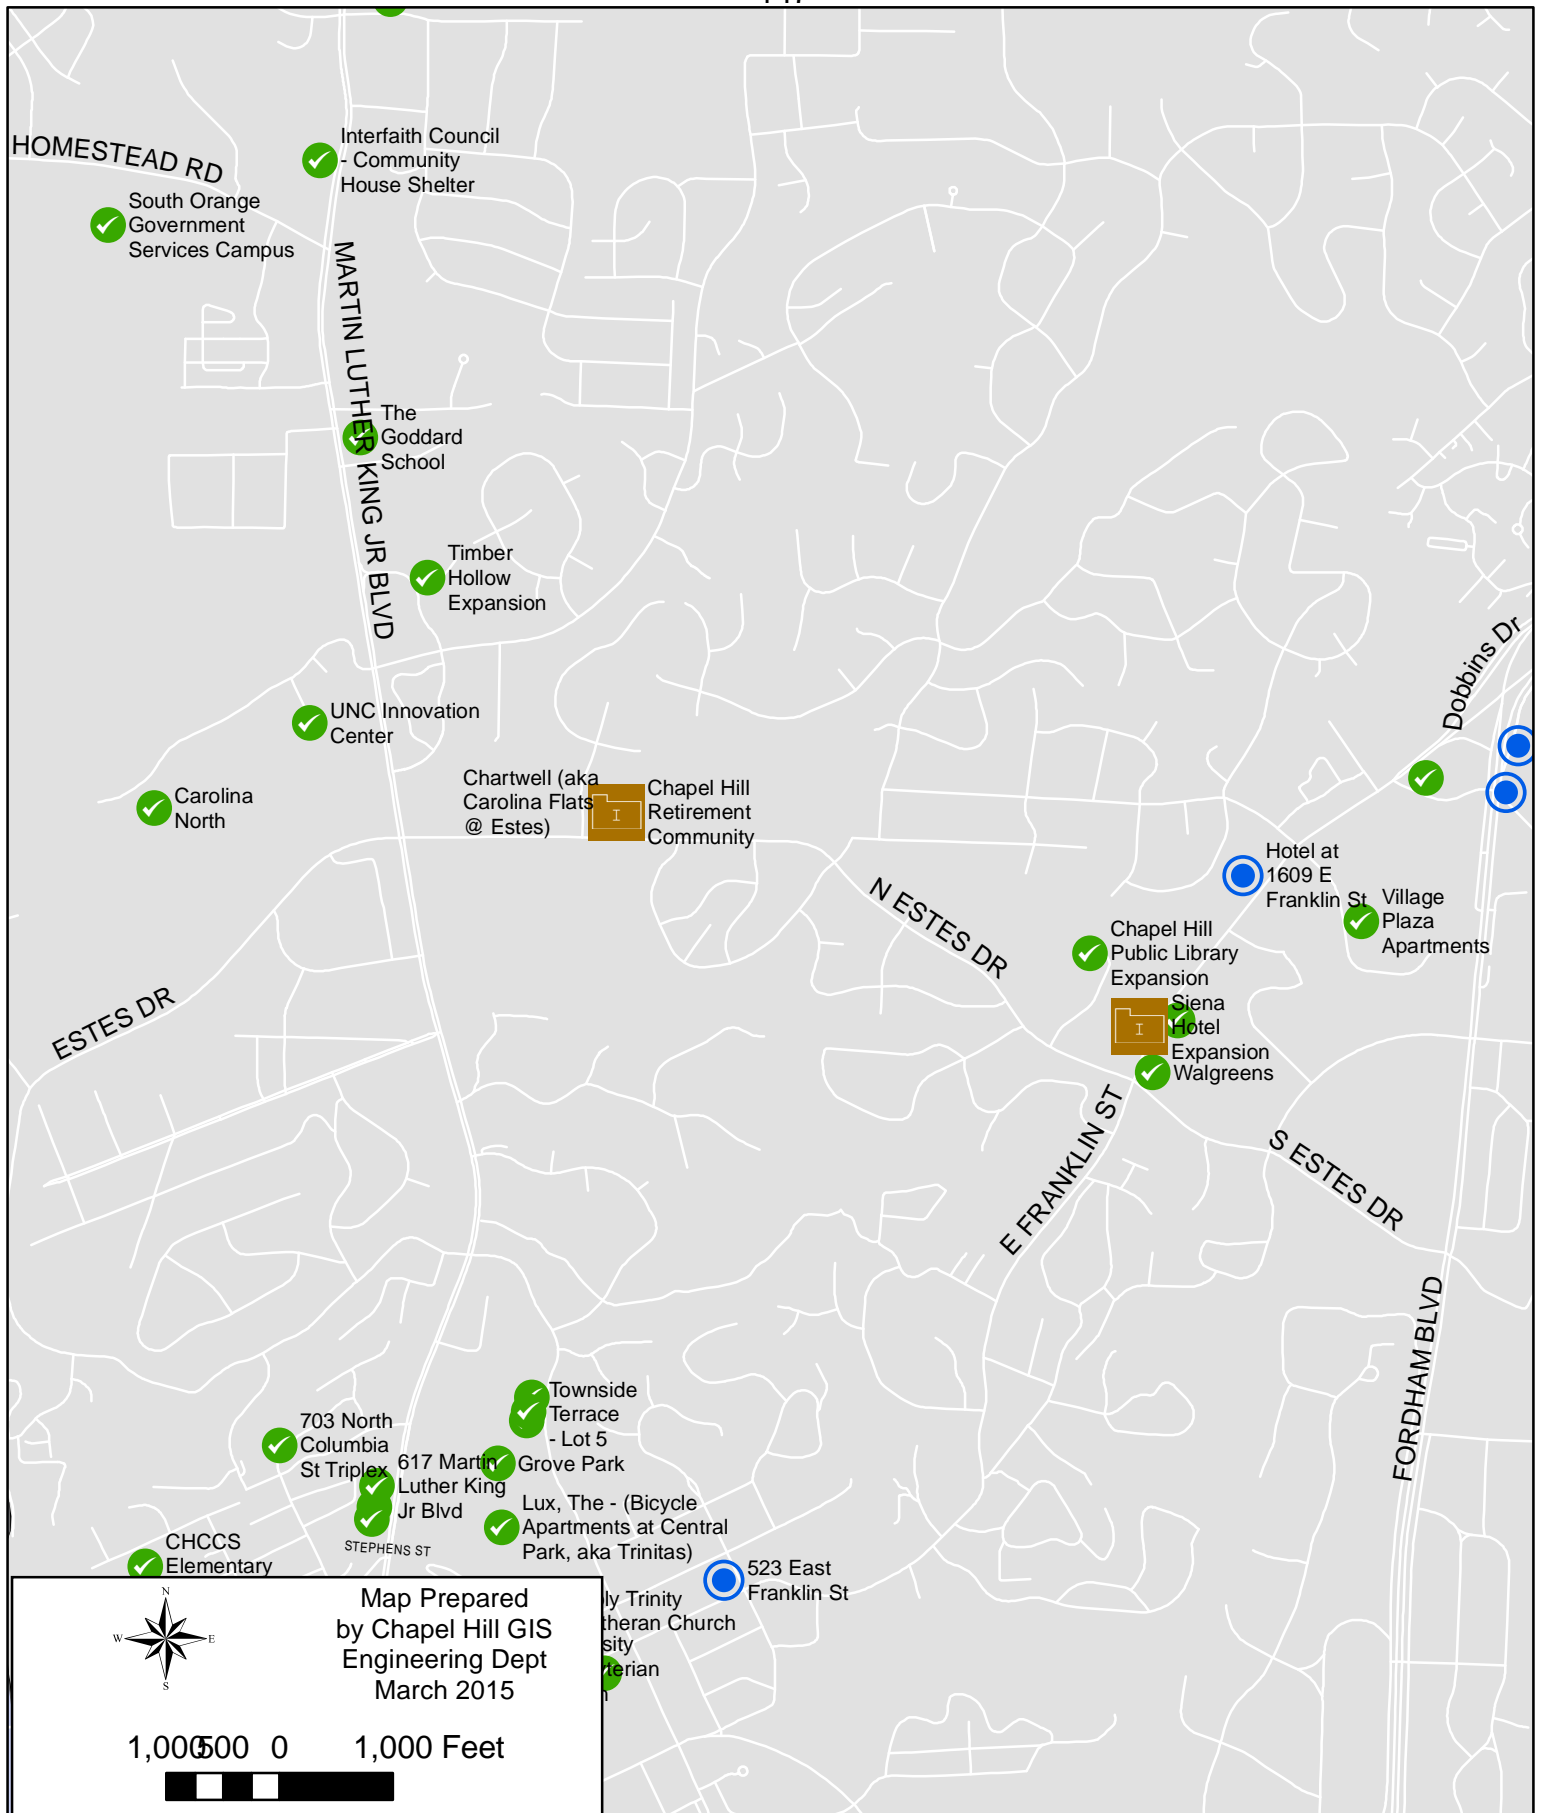 HOMESTEAD RD
Interfaith Council
- Community
House Shelter
South Orange
Government
Services Campus
MARTIN LUTHER KING JR BLVD
The
Goddard
School
Timber
Hollow
Expansion
Dobbins Dr
UNC Innovation
Center
Carolina
North
Chartwell (aka
Carolina Flats
@ Estes)
I
Chapel Hill
Retirement
Community
Hotel at
1609 E
Franklin St
Village
Plaza
Apartments
N ESTES DR
Chapel Hill
Public Library
Expansion
I
Siena
Hotel
Expansion
Walgreens
ESTES DR
E FRANKLIN ST
S ESTES DR
FORDHAM BLVD
Townside
Terrace
- Lot 5
703 North
Columbia
St Triplex
617 Martin
Luther King
Jr Blvd
Grove Park
Lux, The - (Bicycle
Apartments at Central
Park, aka Trinitas)
STEPHENS ST
CHCCS
Elementary
523 East
Franklin St
ly Trinity
theran Church
sity
terian
N
W
E
S
Map Prepared
by Chapel Hill GIS
Engineering Dept
March 2015
1,000 500 0 1,000 Feet